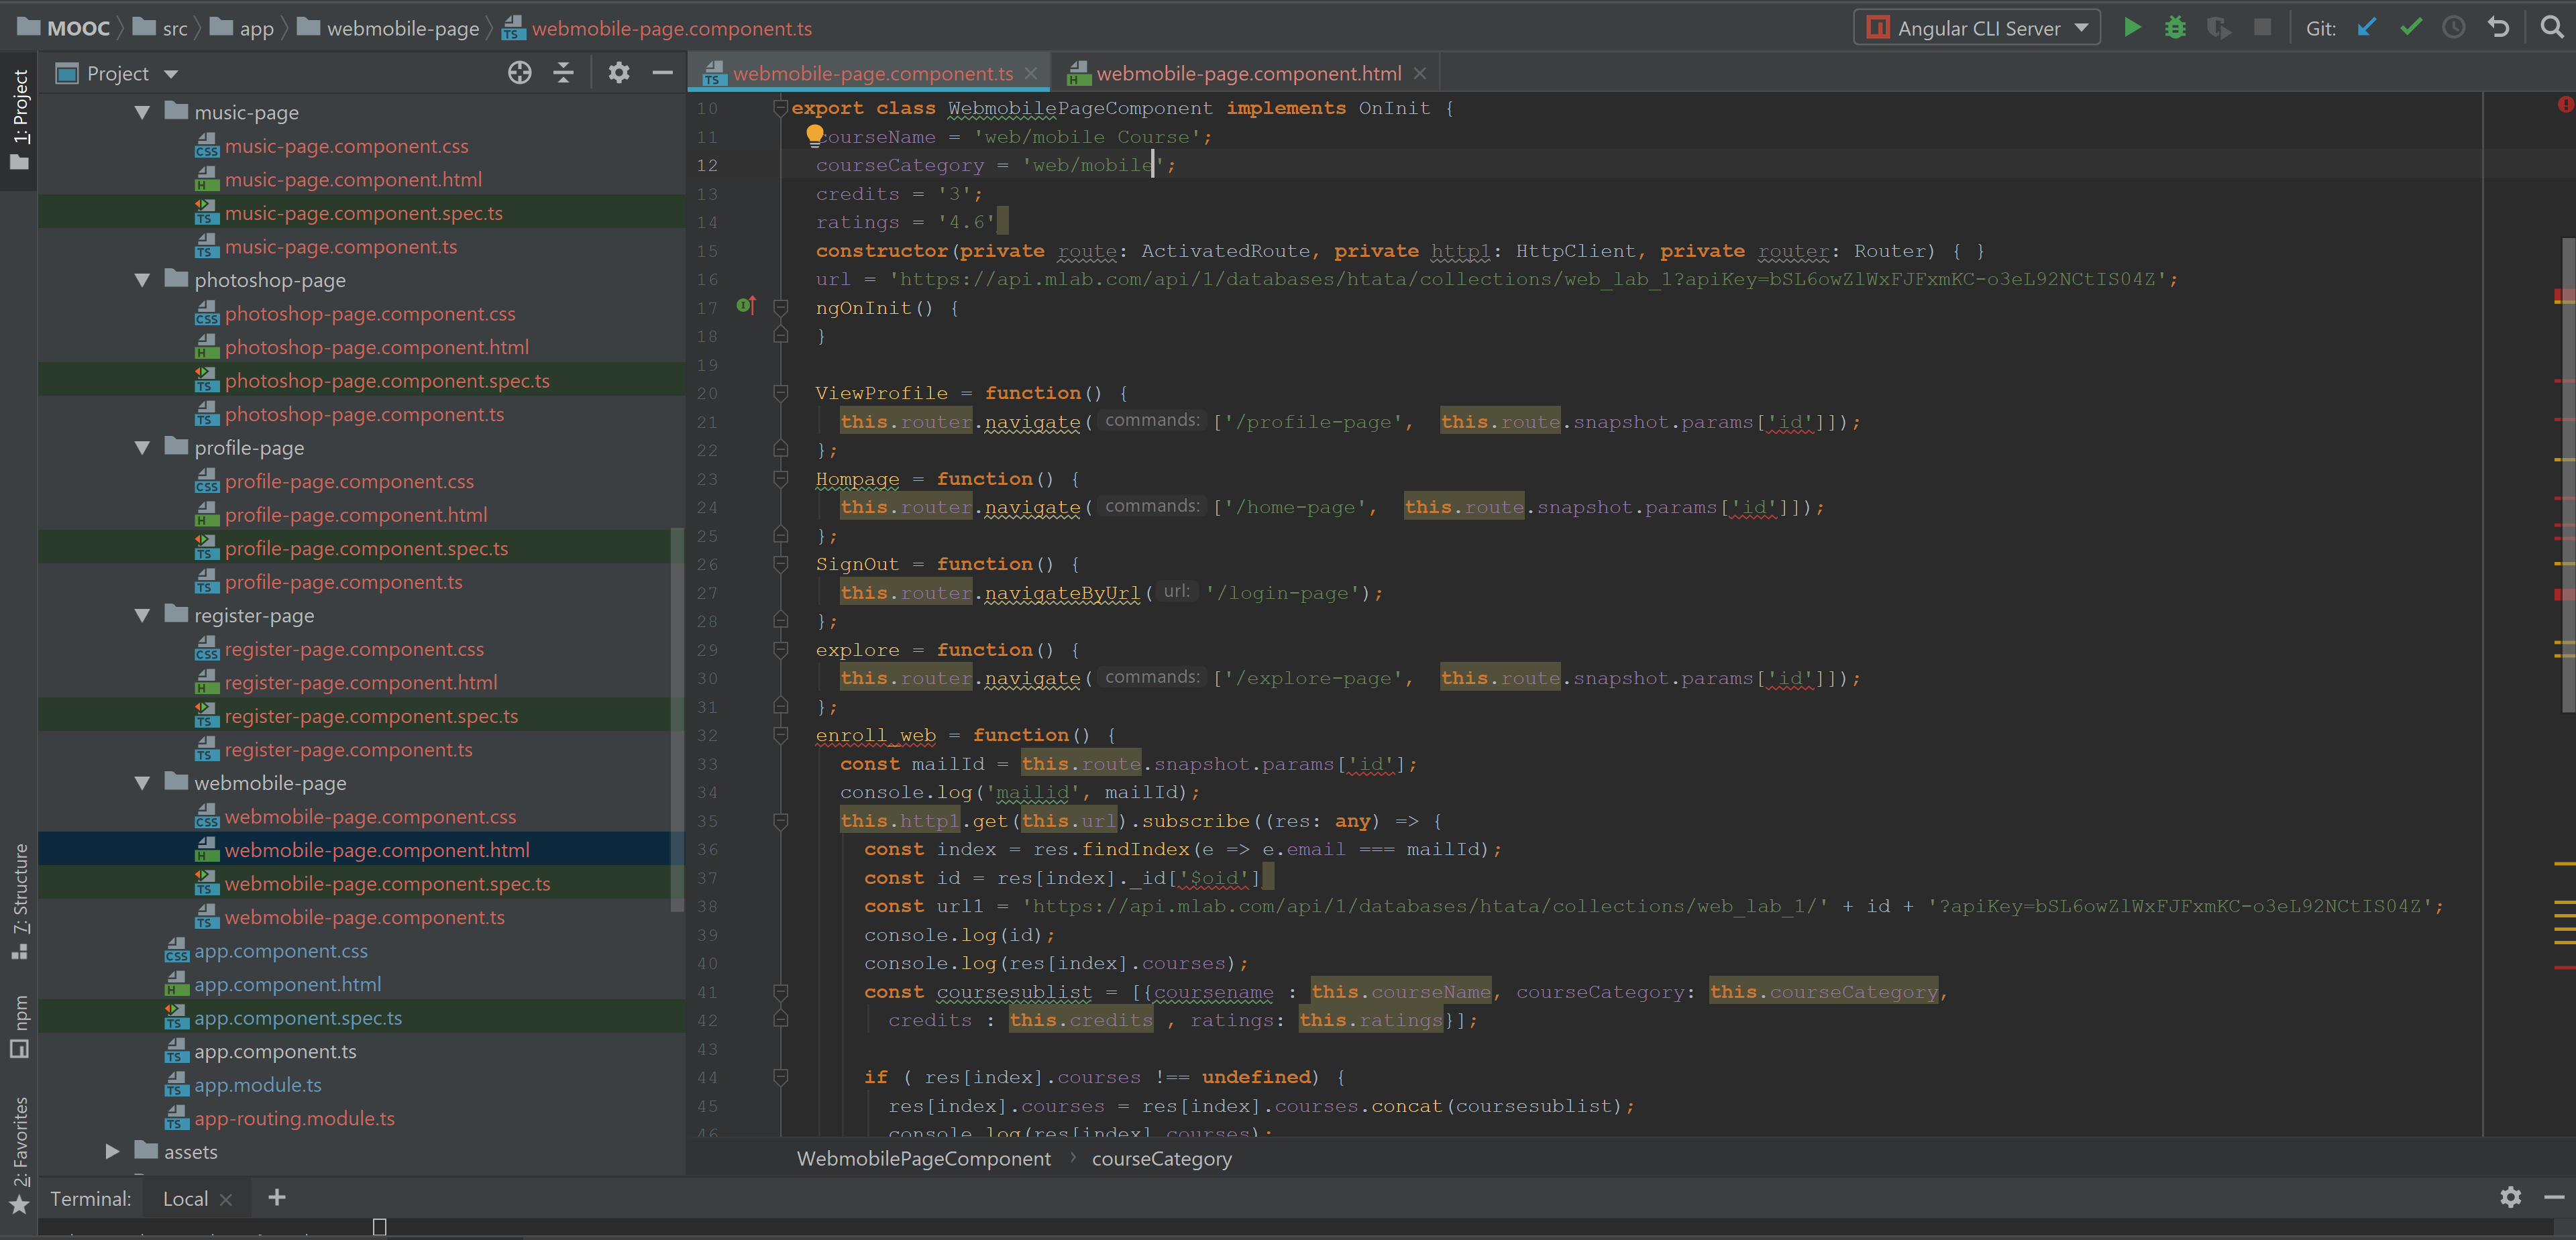 MOOC src app webmobile-page webmobile-page.component.ts Angular CLI Server Git:
1: Project
7: Structure
npm
2: Favorites
Project
music-page
music-page.component.css
music-page.component.html
music-page.component.spec.ts
music-page.component.ts
photoshop-page
photoshop-page.component.css
photoshop-page.component.html
photoshop-page.component.spec.ts
photoshop-page.component.ts
profile-page
profile-page.component.css
profile-page.component.html
profile-page.component.spec.ts
profile-page.component.ts
register-page
register-page.component.css
register-page.component.html
register-page.component.spec.ts
register-page.component.ts
webmobile-page
webmobile-page.component.css
webmobile-page.component.html
webmobile-page.component.spec.ts
webmobile-page.component.ts
app.component.css
app.component.html
app.component.spec.ts
app.component.ts
app.module.ts
app-routing.module.ts
assets
webmobile-page.component.ts webmobile-page.component.html
10 export class WebmobilePageComponent implements OnInit {
11 courseName = 'web/mobile Course';
12 courseCategory = 'web/mobile';
13 credits = '3';
14 ratings = '4.6'
15 constructor(private route: ActivatedRoute, private http1: HttpClient, private router: Router) { }
16 url = 'https://api.mlab.com/api/1/databases/htata/collections/web_lab_1?apiKey=bSL6owZlWxFJFxmKC-o3eL92NCtIS04Z';
17 ngOnInit() {
18 }
19
20 ViewProfile = function() {
21 this.router.navigate( commands: ['/profile-page', this.route.snapshot.params['id']]);
22 };
23 Hompage = function() {
24 this.router.navigate( commands: ['/home-page', this.route.snapshot.params['id']]);
25 };
26 SignOut = function() {
27 this.router.navigateByUrl( url: '/login-page');
28 };
29 explore = function() {
30 this.router.navigate( commands: ['/explore-page', this.route.snapshot.params['id']]);
31 };
32 enroll_web = function() {
33 const mailId = this.route.snapshot.params['id'];
34 console.log('mailid', mailId);
35 this.http1.get(this.url).subscribe((res: any) => {
36 const index = res.findIndex(e => e.email === mailId);
37 const id = res[index]._id['$oid']
38 const url1 = 'https://api.mlab.com/api/1/databases/htata/collections/web_lab_1/' + id + '?apiKey=bSL6owZlWxFJFxmKC-o3eL92NCtIS04Z';
39 console.log(id);
40 console.log(res[index].courses);
41 const coursesublist = [{coursename : this.courseName, courseCategory: this.courseCategory,
42 credits : this.credits , ratings: this.ratings}];
43
44 if ( res[index].courses !== undefined) {
45 res[index].courses = res[index].courses.concat(coursesublist);
46 console.log(res[index].courses);
WebmobilePageComponent courseCategory
Terminal: Local +